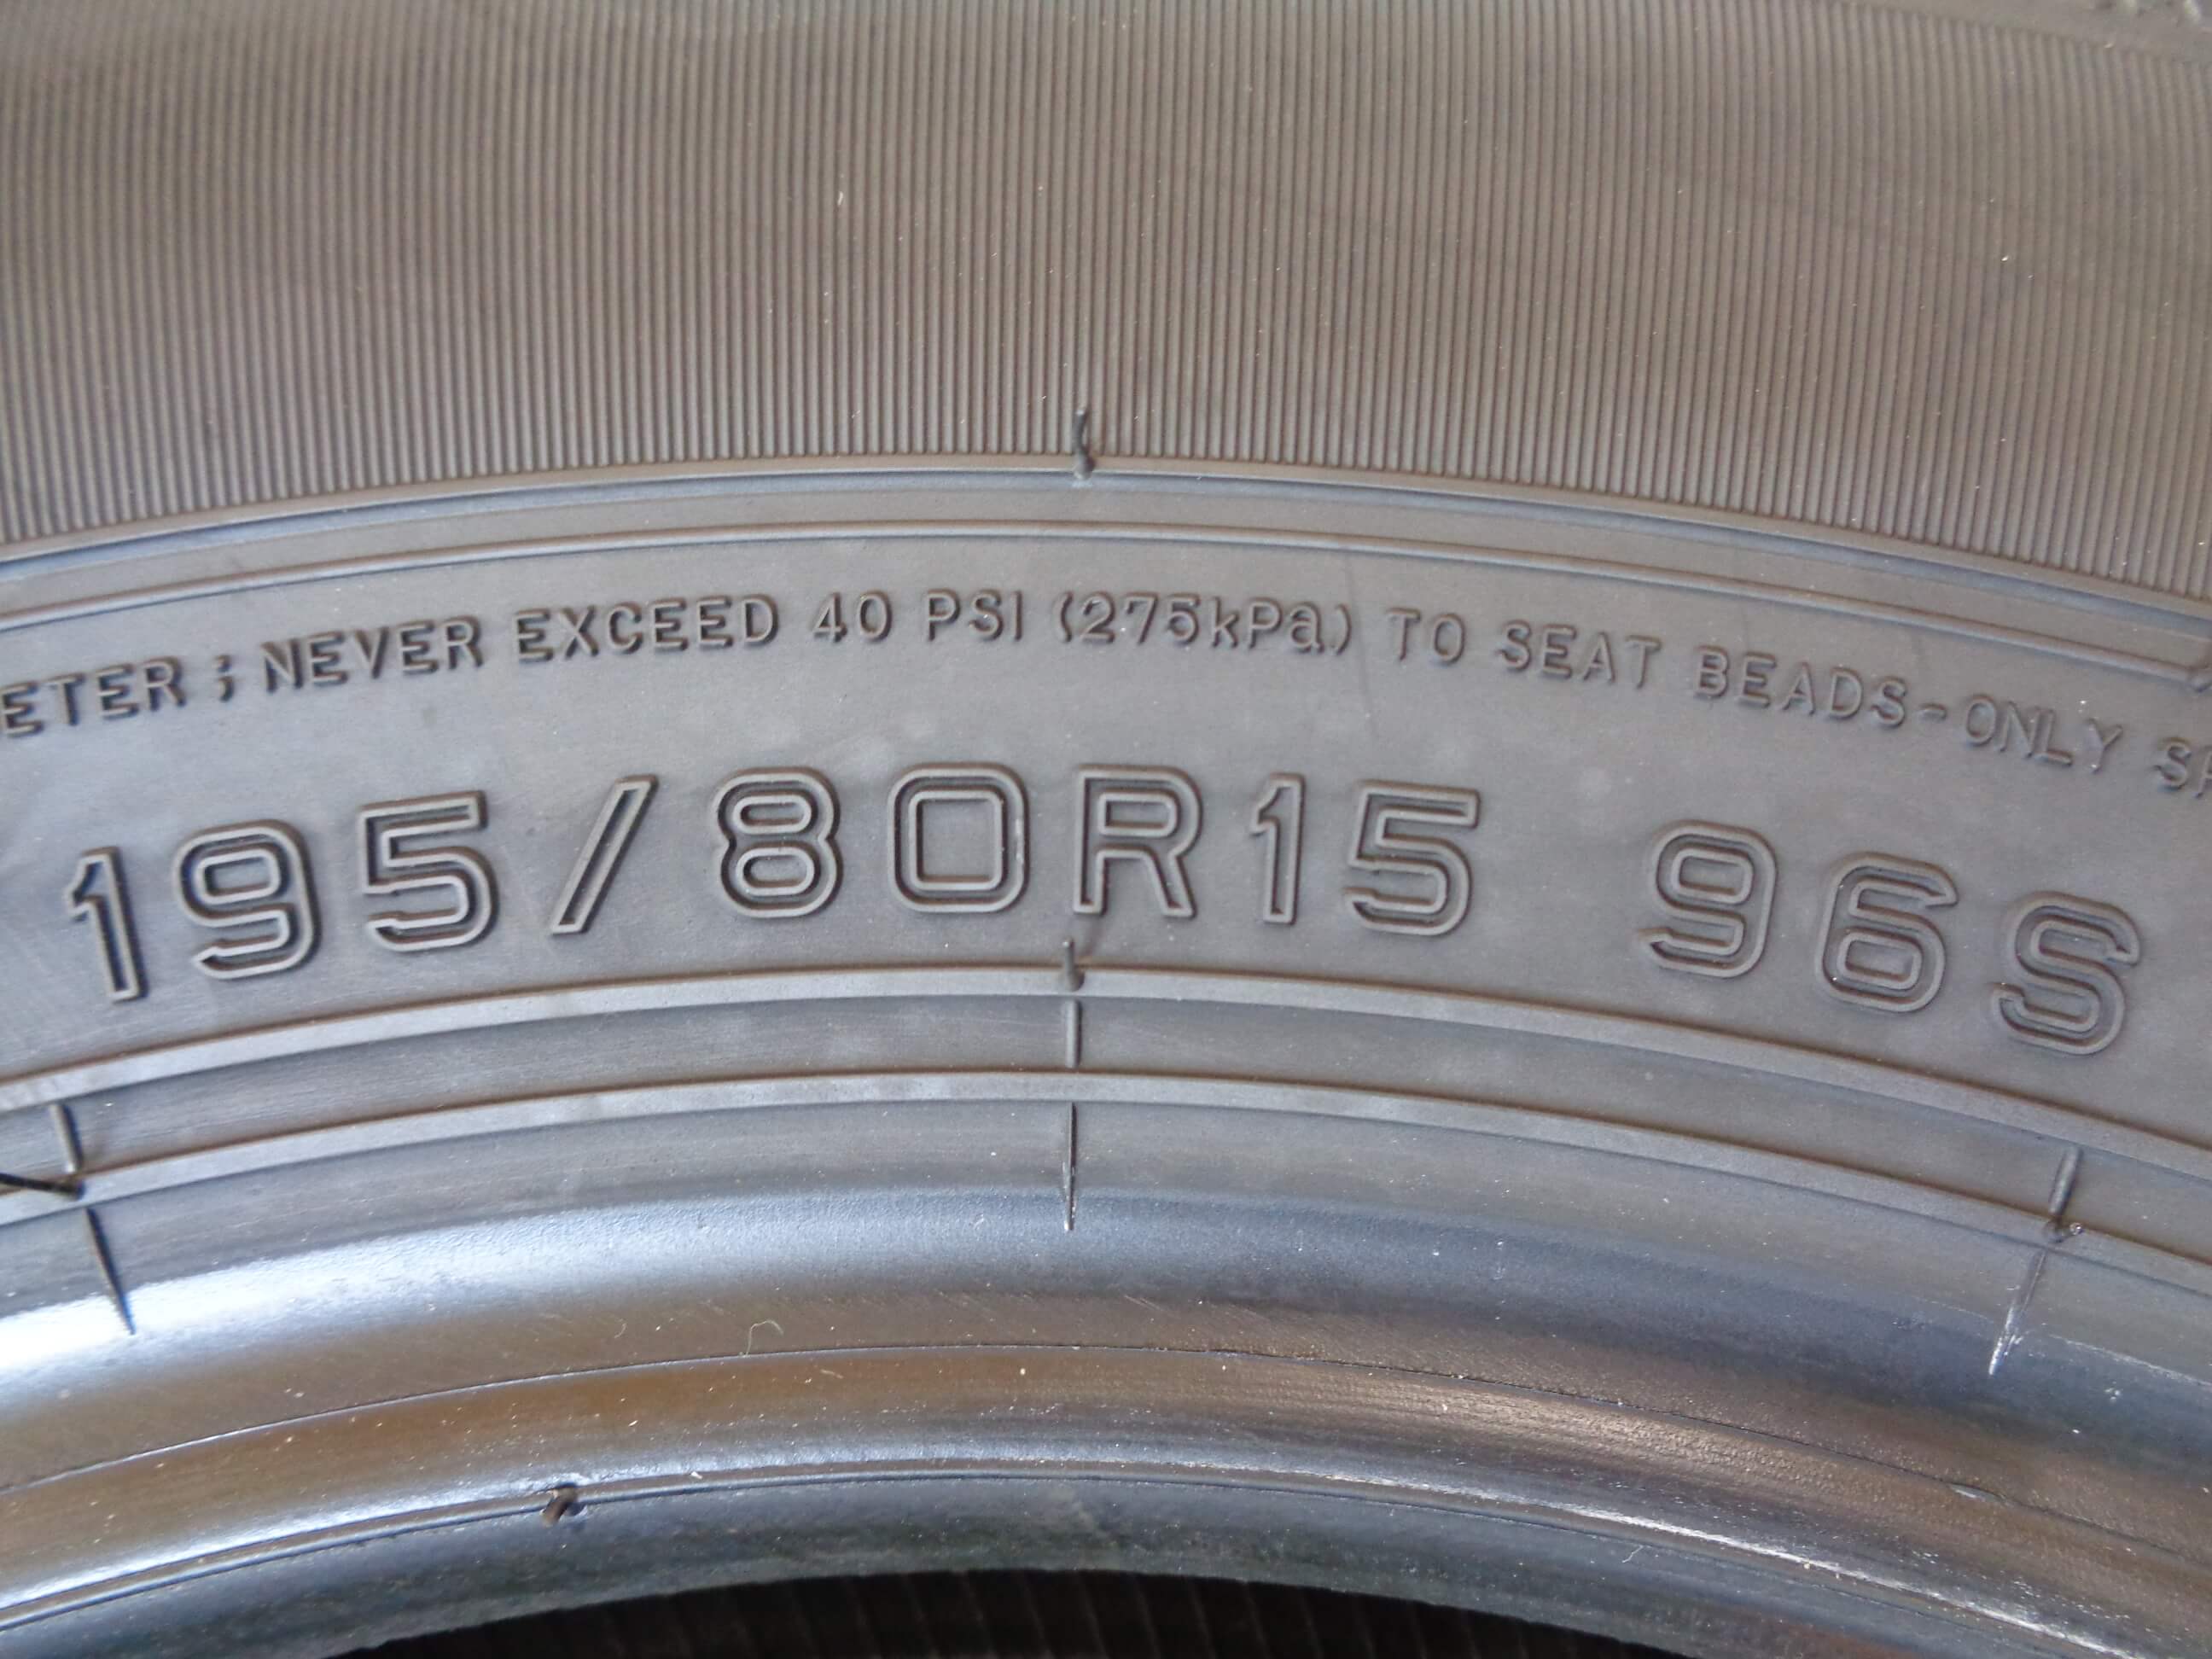 ETER ; NEVER EXCEED 40 PSI (275kPa) TO SEAT BEADS-ONLY
195/80R15 96S